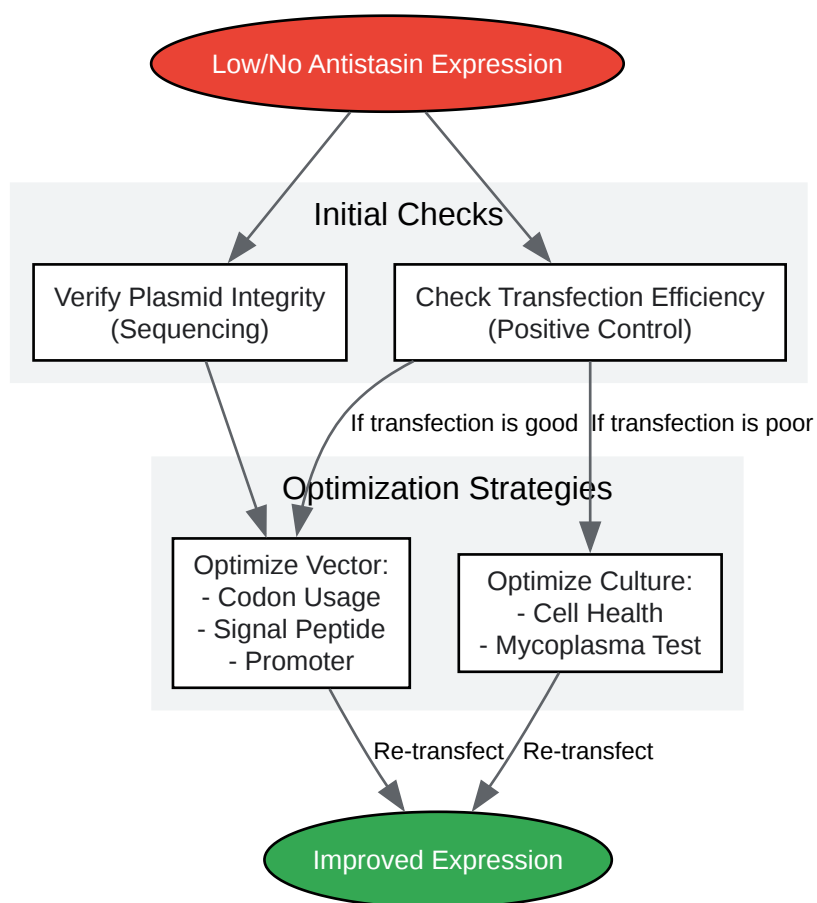 Low/No Antistasin Expression
Initial Checks
Verify Plasmid Integrity
(Sequencing)
Check Transfection Efficiency
(Positive Control)
If transfection is good
If transfection is poor
Optimization Strategies
Optimize Vector:
- Codon Usage
- Signal Peptide
- Promoter
Optimize Culture:
- Cell Health
- Mycoplasma Test
Re-transfect
Re-transfect
Improved Expression